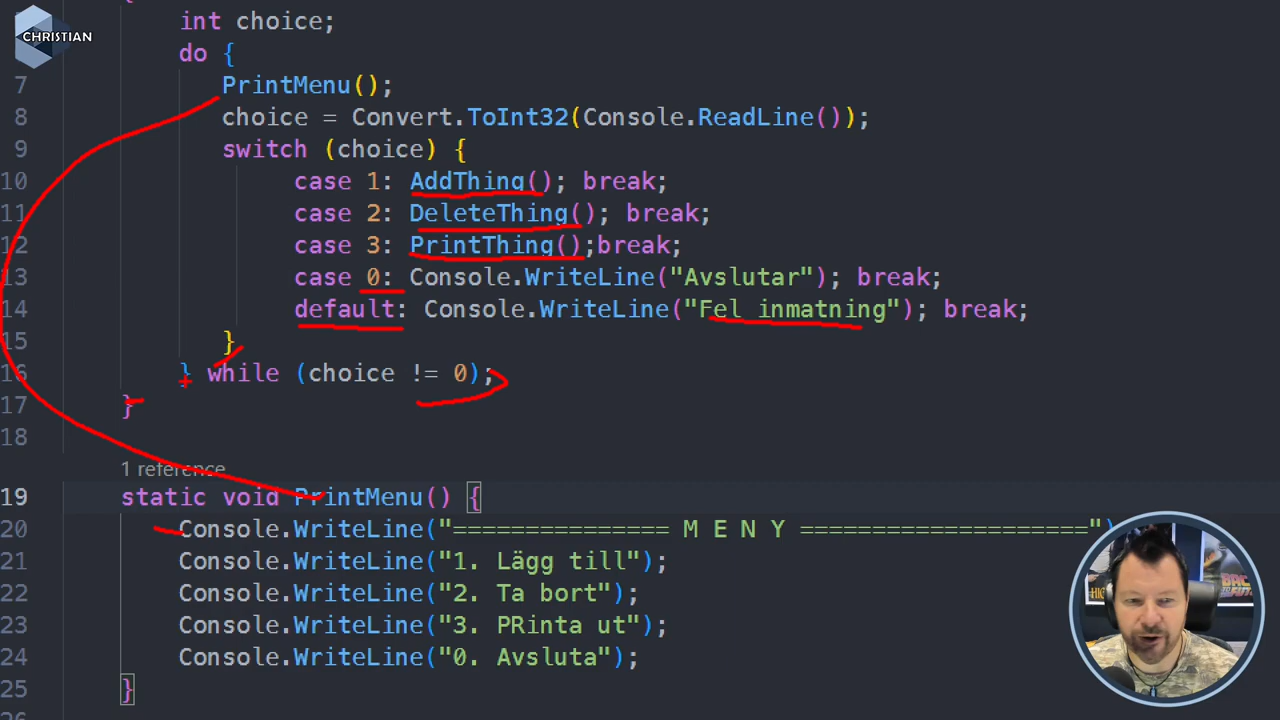 CHRISTIAN
int choice;
do {
7 PrintMenu();
8 choice = Convert.ToInt32(Console.ReadLine());
9 switch (choice) {
10 case 1: AddThing(); break;
11 case 2: DeleteThing(); break;
12 case 3: PrintThing();break;
13 case 0: Console.WriteLine("Avslutar"); break;
14 default: Console.WriteLine("Fel inmatning"); break;
15 }
16 } while (choice != 0);
17 }
18
1 reference
19 static void PrintMenu() {
20 Console.WriteLine("=============== M E N Y ====================")
21 Console.WriteLine("1. Lägg till");
22 Console.WriteLine("2. Ta bort");
23 Console.WriteLine("3. PRinta ut");
24 Console.WriteLine("0. Avsluta");
25 }